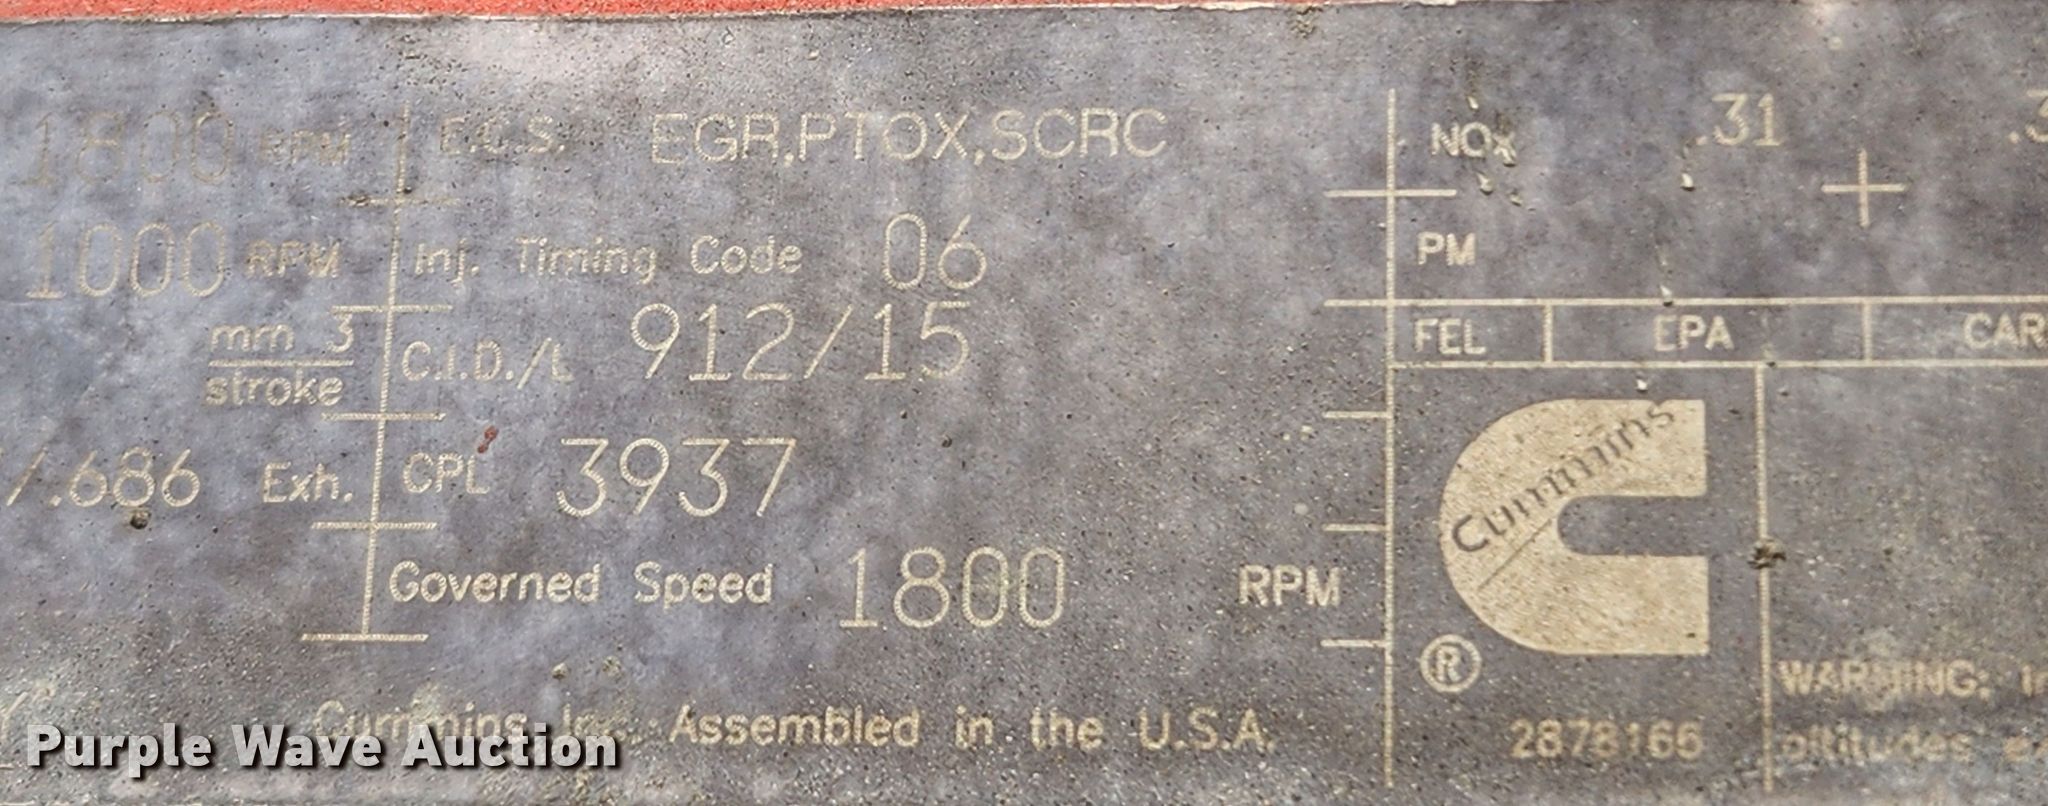 1800 RPM E.C.S. EGR,PTOX,SCRC NOx .31
1000 RPM Inj. Timing Code 06 PM
mm 3
stroke
C.I.D./L 912/15 FEL EPA CAR
/.686 Exh. CPL 3937 Cummins
Governed Speed 1800 RPM
®
WARNING:
Cummins Inc. Assembled in the U.S.A. 2878166 altitudes
Purple Wave Auction